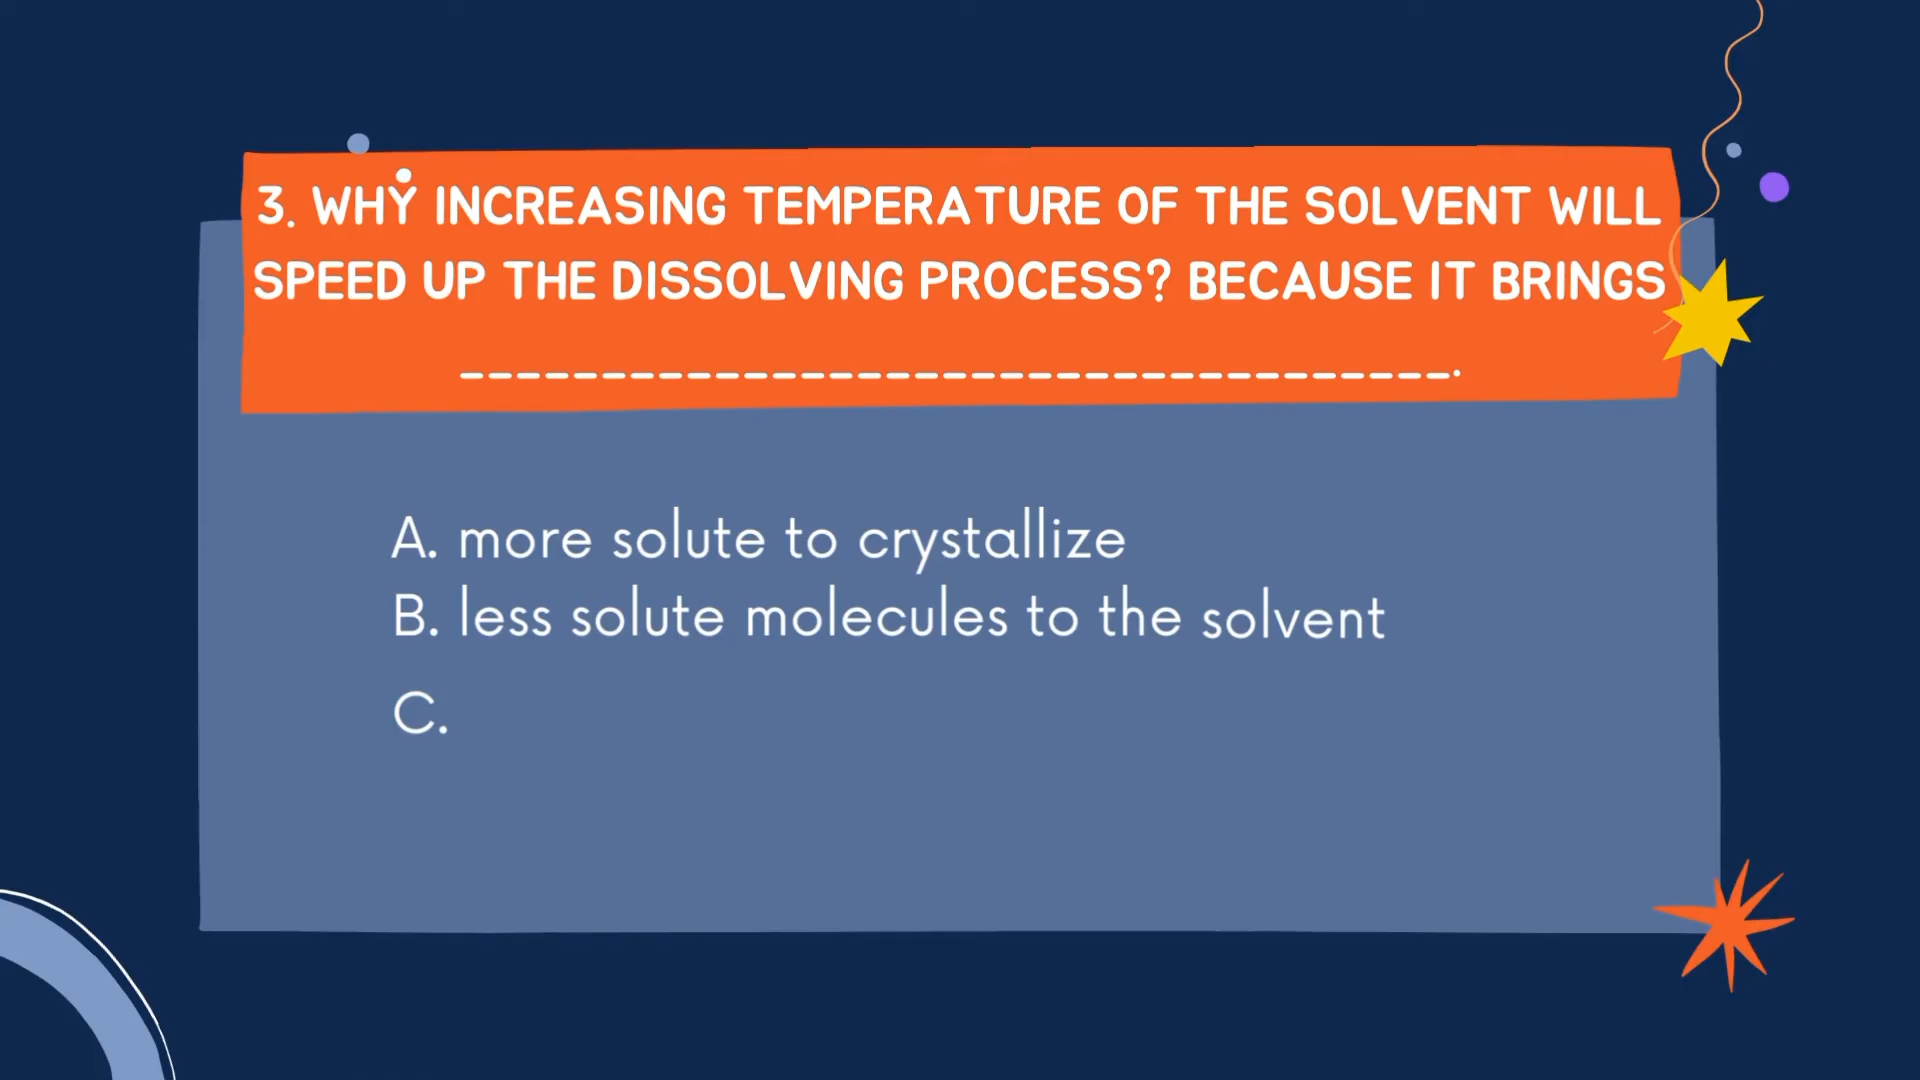 3. WHY INCREASING TEMPERATURE OF THE SOLVENT WILL
SPEED UP THE DISSOLVING PROCESS? BECAUSE IT BRINGS
___________________________________.
A. more solute to crystallize
B. less solute molecules to the solvent
C.